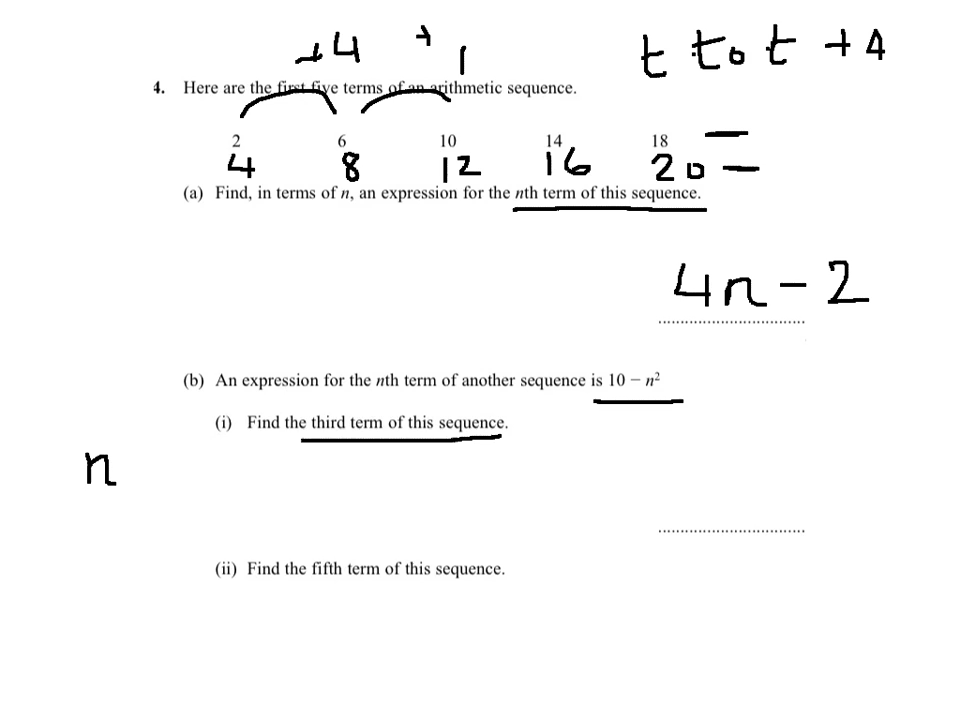 +4 + 1 t to t +4
4. Here are the first five terms of an arithmetic sequence.
2 6 10 14 18
4 8 12 16 20
(a) Find, in terms of n, an expression for the nth term of this sequence.
4n - 2
(b) An expression for the nth term of another sequence is 10 – n²
(i) Find the third term of this sequence.
n
(ii) Find the fifth term of this sequence.